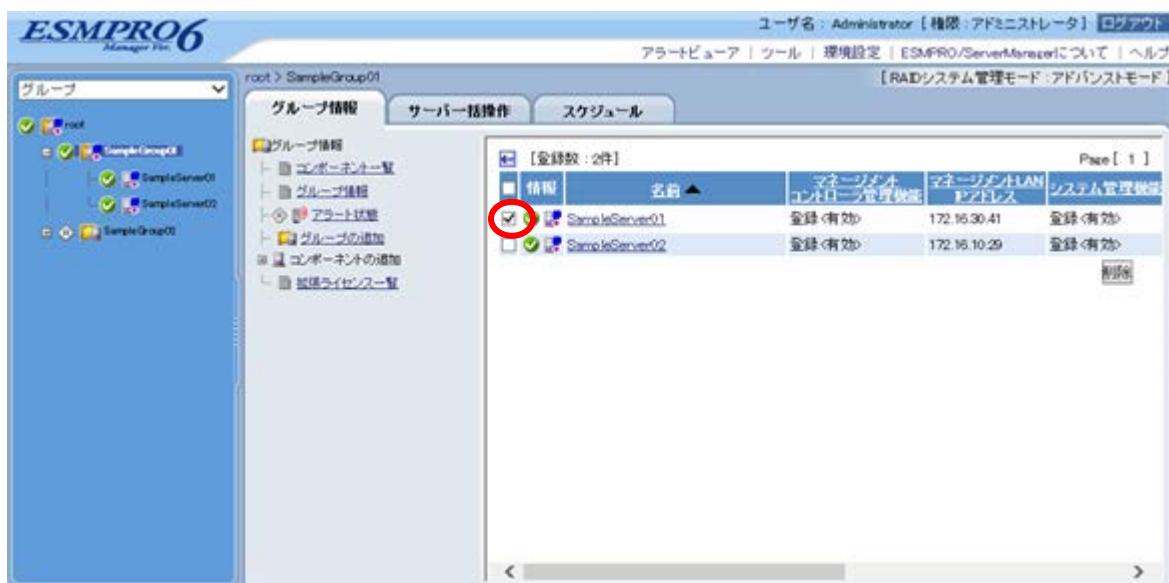 ESMPRO6
Manager Ver.
ユーザ名 : Administrator [ 権限 : アドミニストレータ ] ログアウト
アラートビューア | ツール | 環境設定 | ESMPRO/ServerManagerについて | ヘルプ
グループ
root
SampleGroup01
SampleServer01
SampleServer02
root > SampleGroup01
[ RAIDシステム管理モード : アドバンストモード ]
グループ情報 サーバ一括操作 スケジュール
グループ情報
コンポーネント一覧
グループ情報
アラート状態
グループの追加
コンポーネントの追加
拡張ライセンス一覧
[登録数 : 2件] Page [ 1 ]
情報 名前▲ マネージメントコントローラ管理機能 マネージメントLAN IPアドレス システム管理機能
SampleServer01 登録<有効> 172.16.30.41 登録<有効>
SampleServer02 登録<有効> 172.16.10.29 登録<有効>
削除